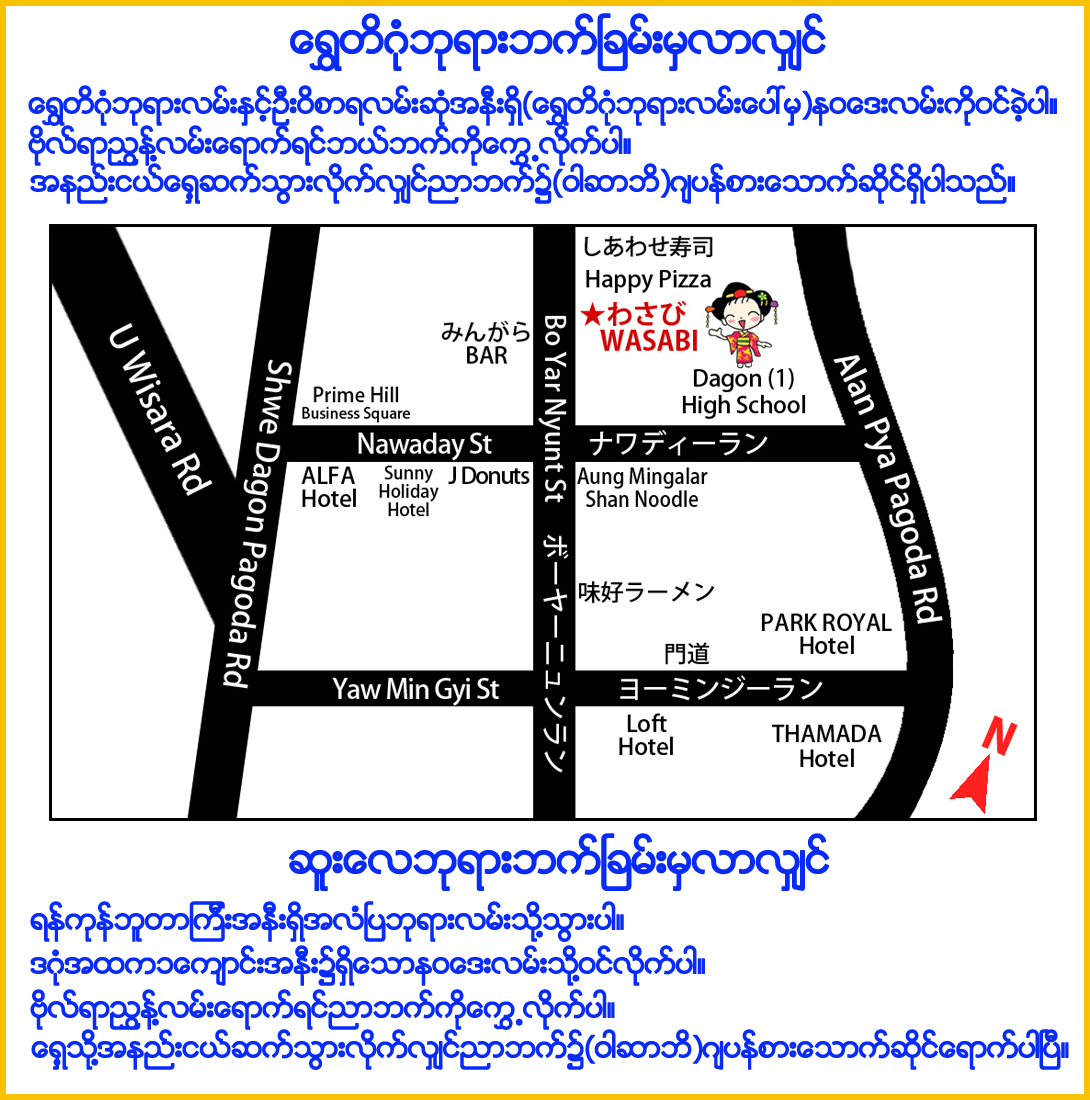 ရွှေတိဂုံဘုရားဘက်ခြမ်းမှလာလျှင်
ရွှေတိဂုံဘုရားလမ်းနှင့်ဦးဝိစာရလမ်းဆုံအနီးရှိ(ရွှေတိဂုံဘုရားလမ်းပေါ်မှ)နဝဒေးလမ်းကိုဝင်ခဲ့ပါ။
ဗိုလ်ရာညွှန့်လမ်းရောက်ရင်ဘယ်ဘက်ကိုကွေ့လိုက်ပါ။
အနည်းငယ်ရှေ့ဆက်သွားလိုက်လျှင်ညာဘက်၌(ဝါဆာဘိ)ဂျပန်စားသောက်ဆိုင်ရှိပါသည်။
しあわせ寿司
Happy Pizza
★わさび
WASABI
みんがら
BAR
Dagon (1)
High School
Prime Hill
Business Square
U Wisara Rd
Shwe Dagon Pagoda Rd
Bo Yar Nyunt St ボーヤーニュンラン
Alan Pya Pagoda Rd
Nawaday St ナワディーラン
ALFA
Hotel
Sunny
Holiday
Hotel
J Donuts
Aung Mingalar
Shan Noodle
味好ラーメン
PARK ROYAL
Hotel
門道
Yaw Min Gyi St ヨーミンジーラン
Loft
Hotel
THAMADA
Hotel
N
ဆူးလေဘုရားဘက်ခြမ်းမှလာလျှင်
ရန်ကုန်ဘူတာကြီးအနီးရှိအလံပြဘုရားလမ်းသို့သွားပါ။
ဒဂုံအထက၁ကျောင်းအနီး၌ရှိသောနဝဒေးလမ်းသို့ဝင်လိုက်ပါ။
ဗိုလ်ရာညွှန့်လမ်းရောက်ရင်ညာဘက်ကိုကွေ့လိုက်ပါ။
ရှေ့သို့အနည်းငယ်ဆက်သွားလိုက်လျှင်ညာဘက်၌(ဝါဆာဘိ)ဂျပန်စားသောက်ဆိုင်ရောက်ပါပြီ။